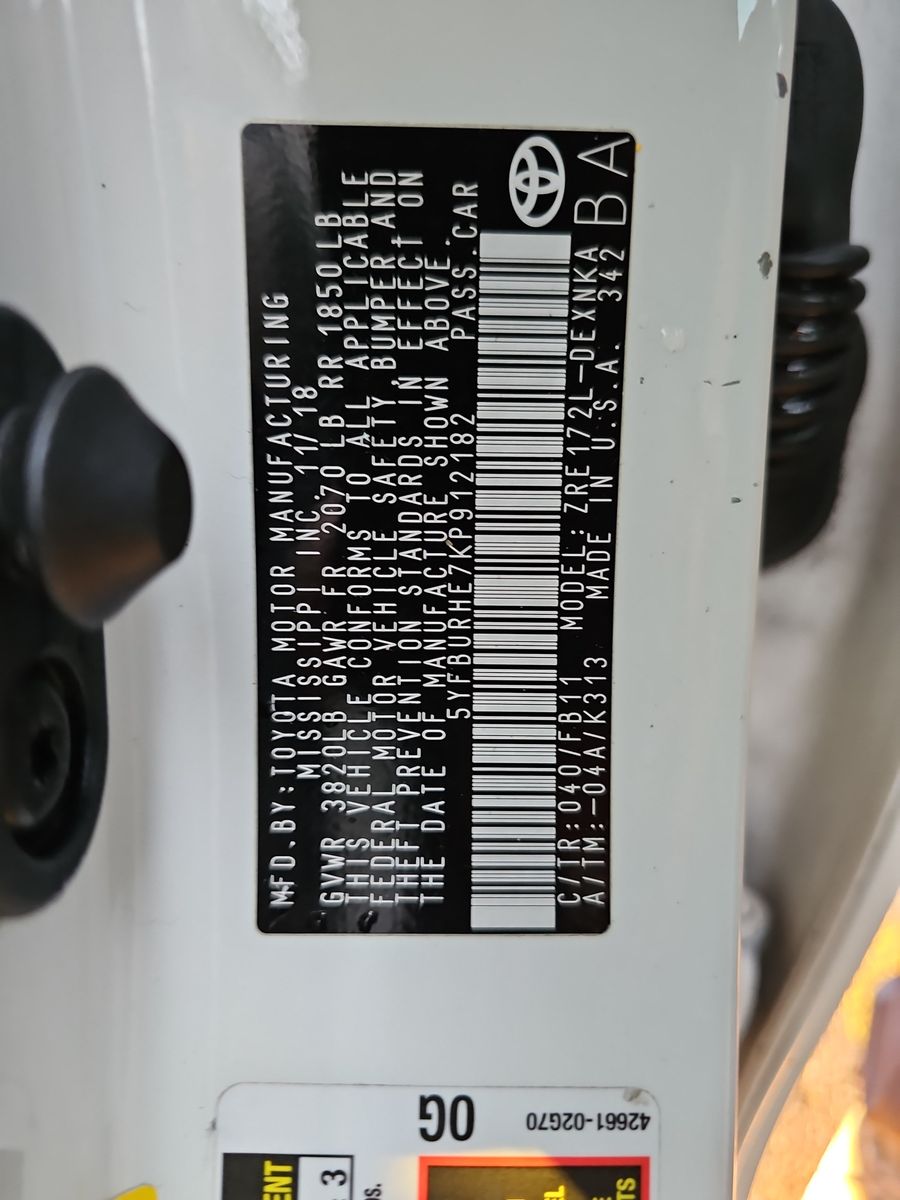 MFD.BY:TOYOTA MOTOR MANUFACTURING
MISSISSIPPI INC. 11/18
GVWR 3820LB GAWR FR 2070 LB RR 1850 LB
THIS VEHICLE CONFORMS TO ALL APPLICABLE
FEDERAL MOTOR VEHICLE SAFETY, BUMPER, AND
THEFT PREVENTION STANDARDS IN EFFECT ON
THE DATE OF MANUFACTURE SHOWN ABOVE.
5YFBURHE7KP912182 PASS.CAR
C/TR:040/FB11 MODEL:ZRE172L-DEXNKA
A/TM:-04A/K313 MADE IN U.S.A. 342
BA
0G
42661-02G70
3